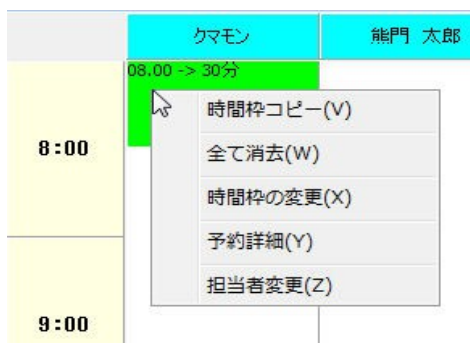 クマモン 熊門 太郎
08.00 -> 30分
時間枠コピー(V)
8:00
全て消去(W)
時間枠の変更(X)
予約詳細(Y)
担当者変更(Z)
9:00